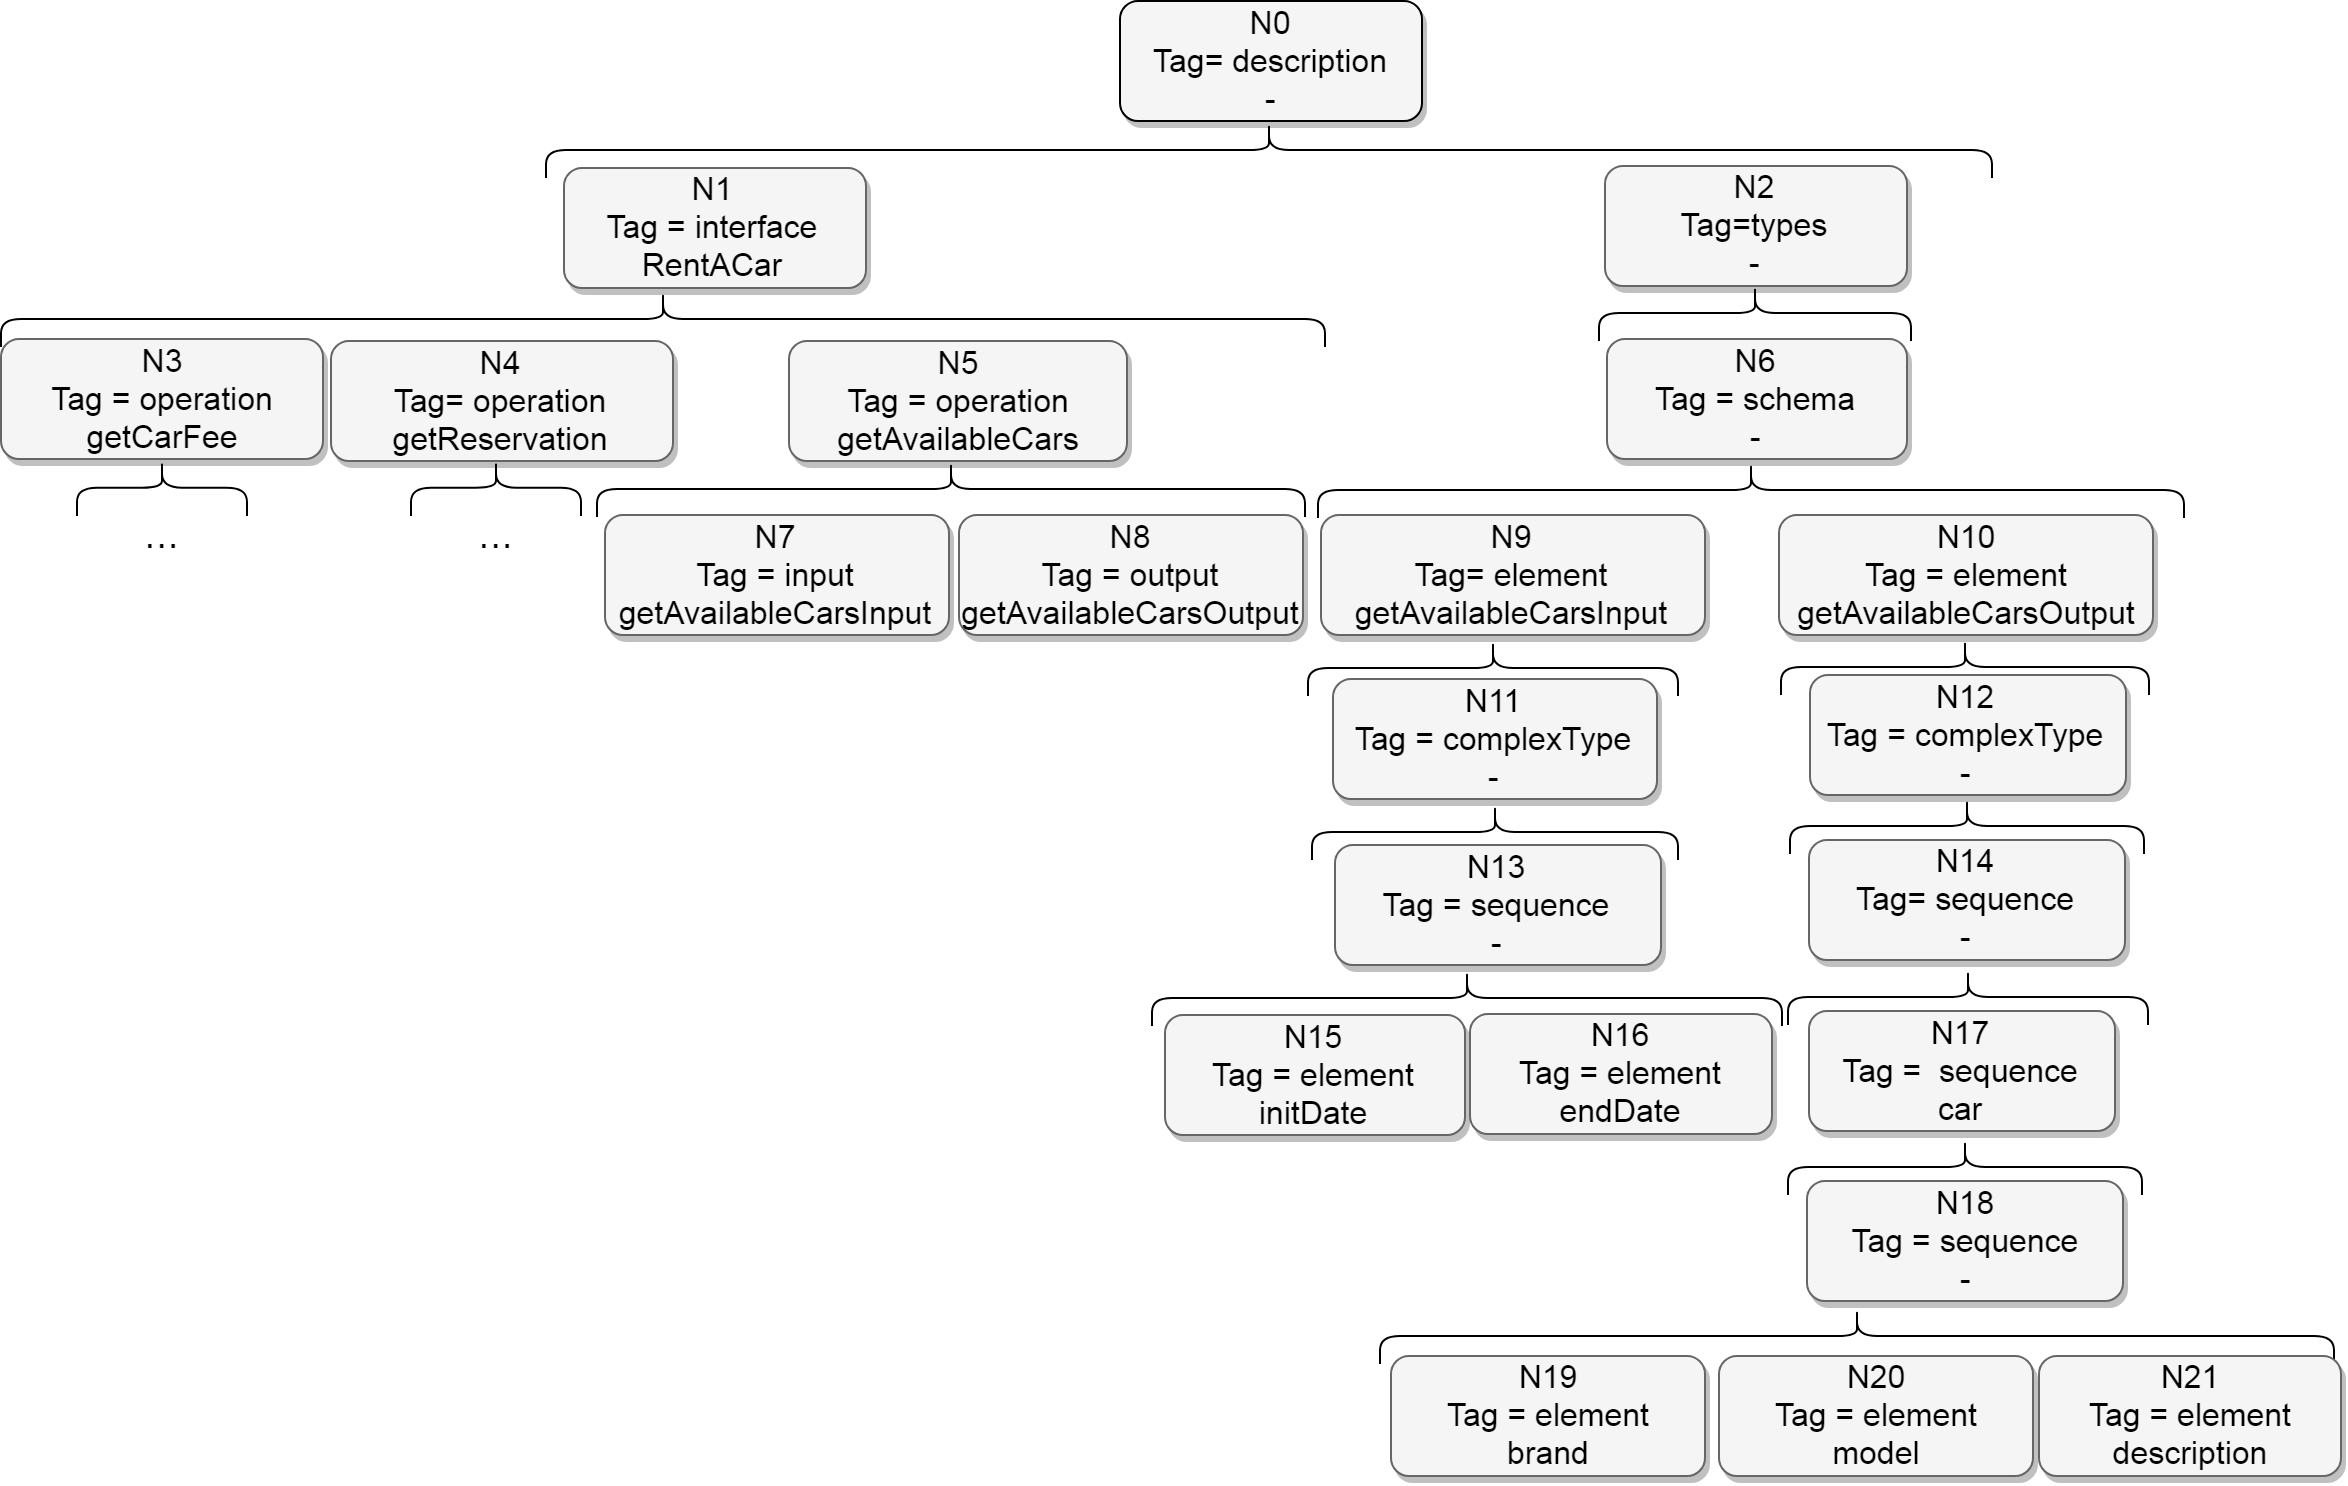 N0
Tag= description
-
N1
Tag = interface
RentACar
N2
Tag=types
-
N3
Tag = operation
getCarFee
N4
Tag= operation
getReservation
N5
Tag = operation
getAvailableCars
N6
Tag = schema
-
...
...
N7
Tag = input
getAvailableCarsInput
N8
Tag = output
getAvailableCarsOutput
N9
Tag= element
getAvailableCarsInput
N10
Tag = element
getAvailableCarsOutput
N11
Tag = complexType
-
N12
Tag = complexType
-
N13
Tag = sequence
-
N14
Tag= sequence
-
N15
Tag = element
initDate
N16
Tag = element
endDate
N17
Tag =  sequence
car
N18
Tag = sequence
-
N19
Tag = element
brand
N20
Tag = element
model
N21
Tag = element
description